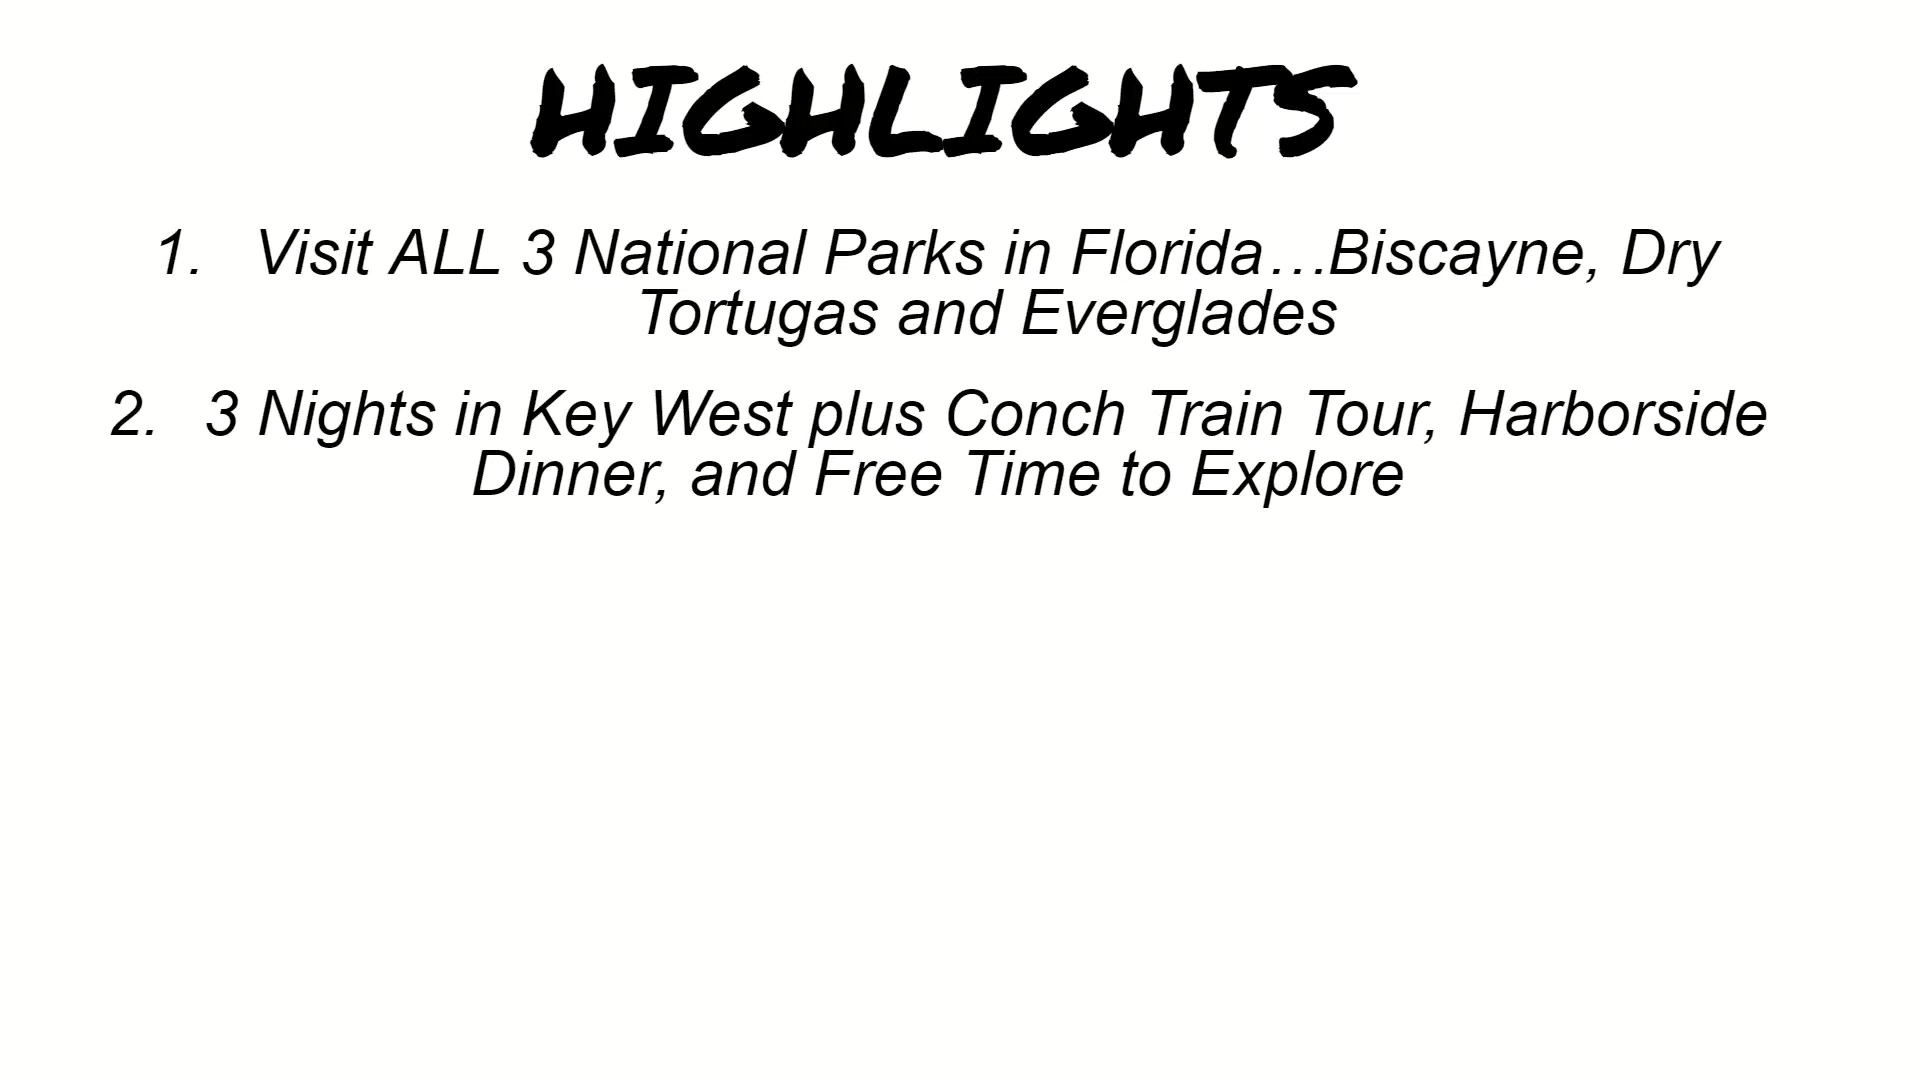 HIGHLIGHTS
1. Visit ALL 3 National Parks in Florida…Biscayne, Dry
Tortugas and Everglades
2. 3 Nights in Key West plus Conch Train Tour, Harborside
Dinner, and Free Time to Explore